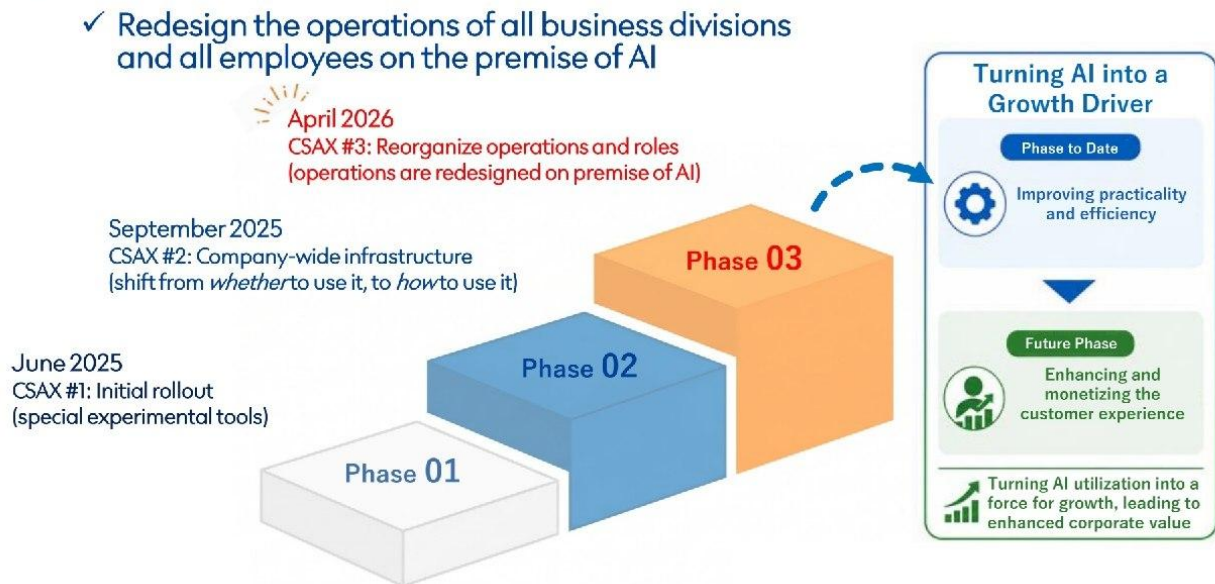 ✓ Redesign the operations of all business divisions
and all employees on the premise of AI
April 2026
CSAX #3: Reorganize operations and roles
(operations are redesigned on premise of AI)
September 2025
CSAX #2: Company-wide infrastructure
(shift from whether to use it, to how to use it)
June 2025
CSAX #1: Initial rollout
(special experimental tools)
Phase 01
Phase 02
Phase 03
Turning AI into a
Growth Driver
Phase to Date
Improving practicality
and efficiency
Future Phase
Enhancing and
monetizing the
customer experience
Turning AI utilization into a
force for growth, leading to
enhanced corporate value